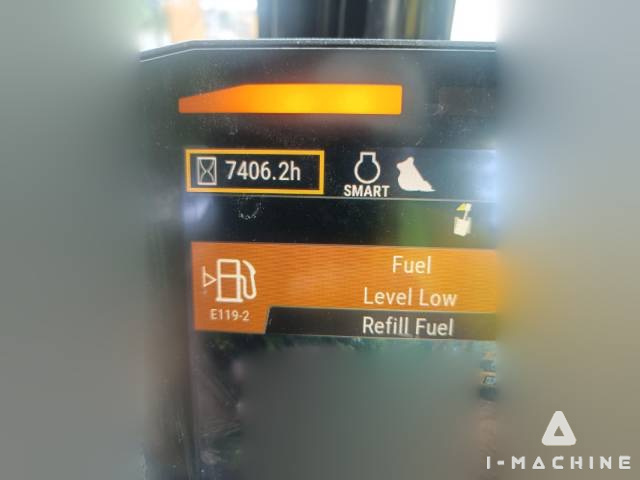 7406.2h
SMART
Fuel
Level Low
E119-2
Refill Fuel
I-MACHINE